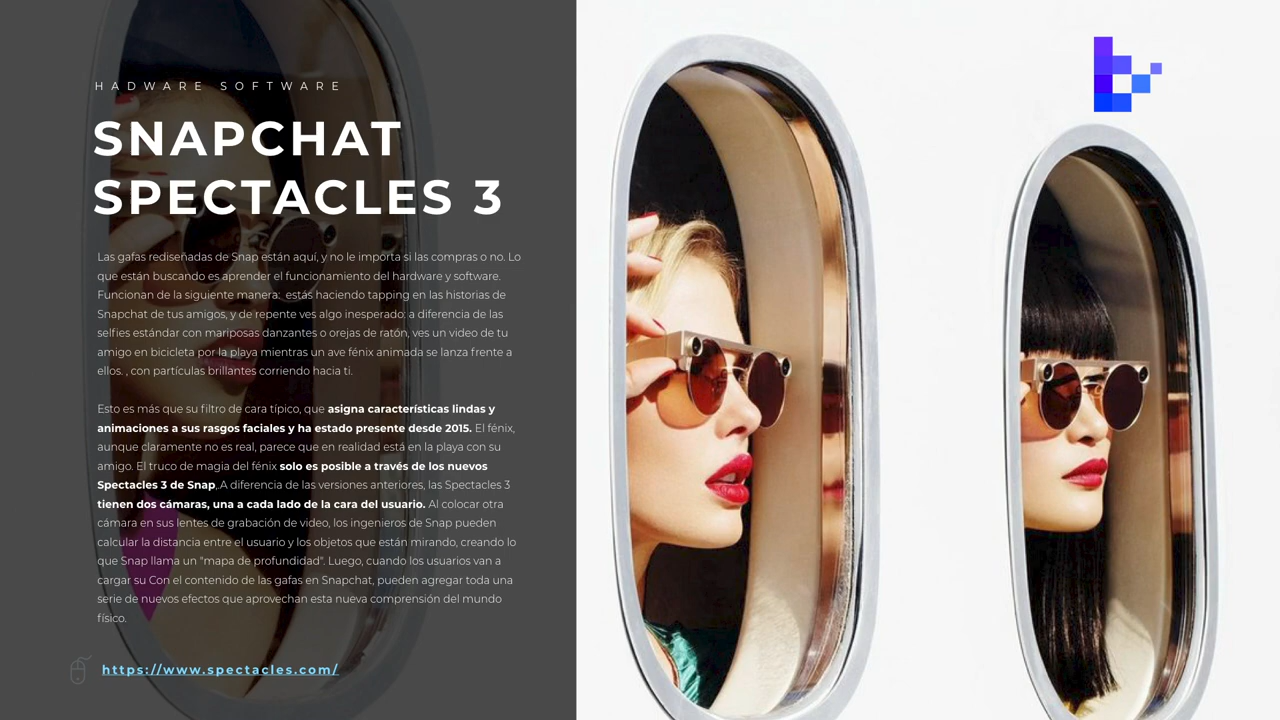 HADWARE SOFTWARE
SNAPCHAT
SPECTACLES 3
Las gafas rediseñadas de Snap están aquí, y no le importa si las compras o no. Lo
que están buscando es aprender el funcionamiento del hardware y software.
Funcionan de la siguiente manera: estás haciendo tapping en las historias de
Snapchat de tus amigos, y de repente ves algo inesperado: a diferencia de las
selfies estándar con mariposas danzantes o orejas de ratón, ves un video de tu
amigo en bicicleta por la playa mientras un ave fénix animada se lanza frente a
ellos. , con partículas brillantes corriendo hacia ti.
Esto es más que su filtro de cara típico, que asigna características lindas y
animaciones a sus rasgos faciales y ha estado presente desde 2015. El fénix,
aunque claramente no es real, parece que en realidad está en la playa con su
amigo. El truco de magia del fénix solo es posible a través de los nuevos
Spectacles 3 de Snap,.A diferencia de las versiones anteriores, las Spectacles 3
tienen dos cámaras, una a cada lado de la cara del usuario. Al colocar otra
cámara en sus lentes de grabación de video, los ingenieros de Snap pueden
calcular la distancia entre el usuario y los objetos que están mirando, creando lo
que Snap llama un "mapa de profundidad". Luego, cuando los usuarios van a
cargar su Con el contenido de las gafas en Snapchat, pueden agregar toda una
serie de nuevos efectos que aprovechan esta nueva comprensión del mundo
físico.
https://www.spectacles.com/